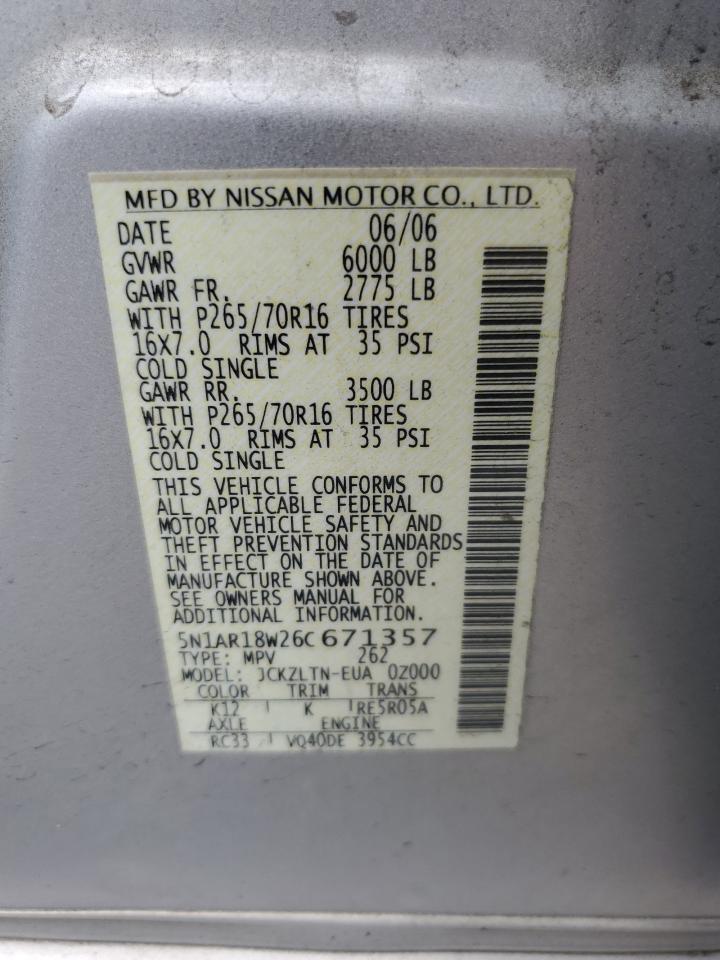 MFD BY NISSAN MOTOR CO., LTD.
DATE 06/06
GVWR 6000 LB
GAWR FR. 2775 LB
WITH P265/70R16 TIRES
16X7.0 RIMS AT 35 PSI
COLD SINGLE
GAWR RR. 3500 LB
WITH P265/70R16 TIRES
16X7.0 RIMS AT 35 PSI
COLD SINGLE
THIS VEHICLE CONFORMS TO
ALL APPLICABLE FEDERAL
MOTOR VEHICLE SAFETY AND
THEFT PREVENTION STANDARDS
IN EFFECT ON THE DATE OF
MANUFACTURE SHOWN ABOVE.
SEE OWNERS MANUAL FOR
ADDITIONAL INFORMATION.
5N1AR18W26C671357
TYPE: MPV 262
MODEL: JCKZLTN-EUA 0Z000
COLOR TRIM TRANS
K12 K RE5R05A
AXLE ENGINE
RC33 VQ40DE 3954CC